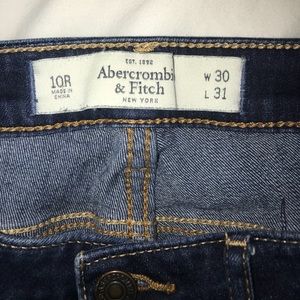 EST. 1892
10R
MADE IN
CHINA
Abercrombi
& Fitch
NEW YORK
W 30
L 31